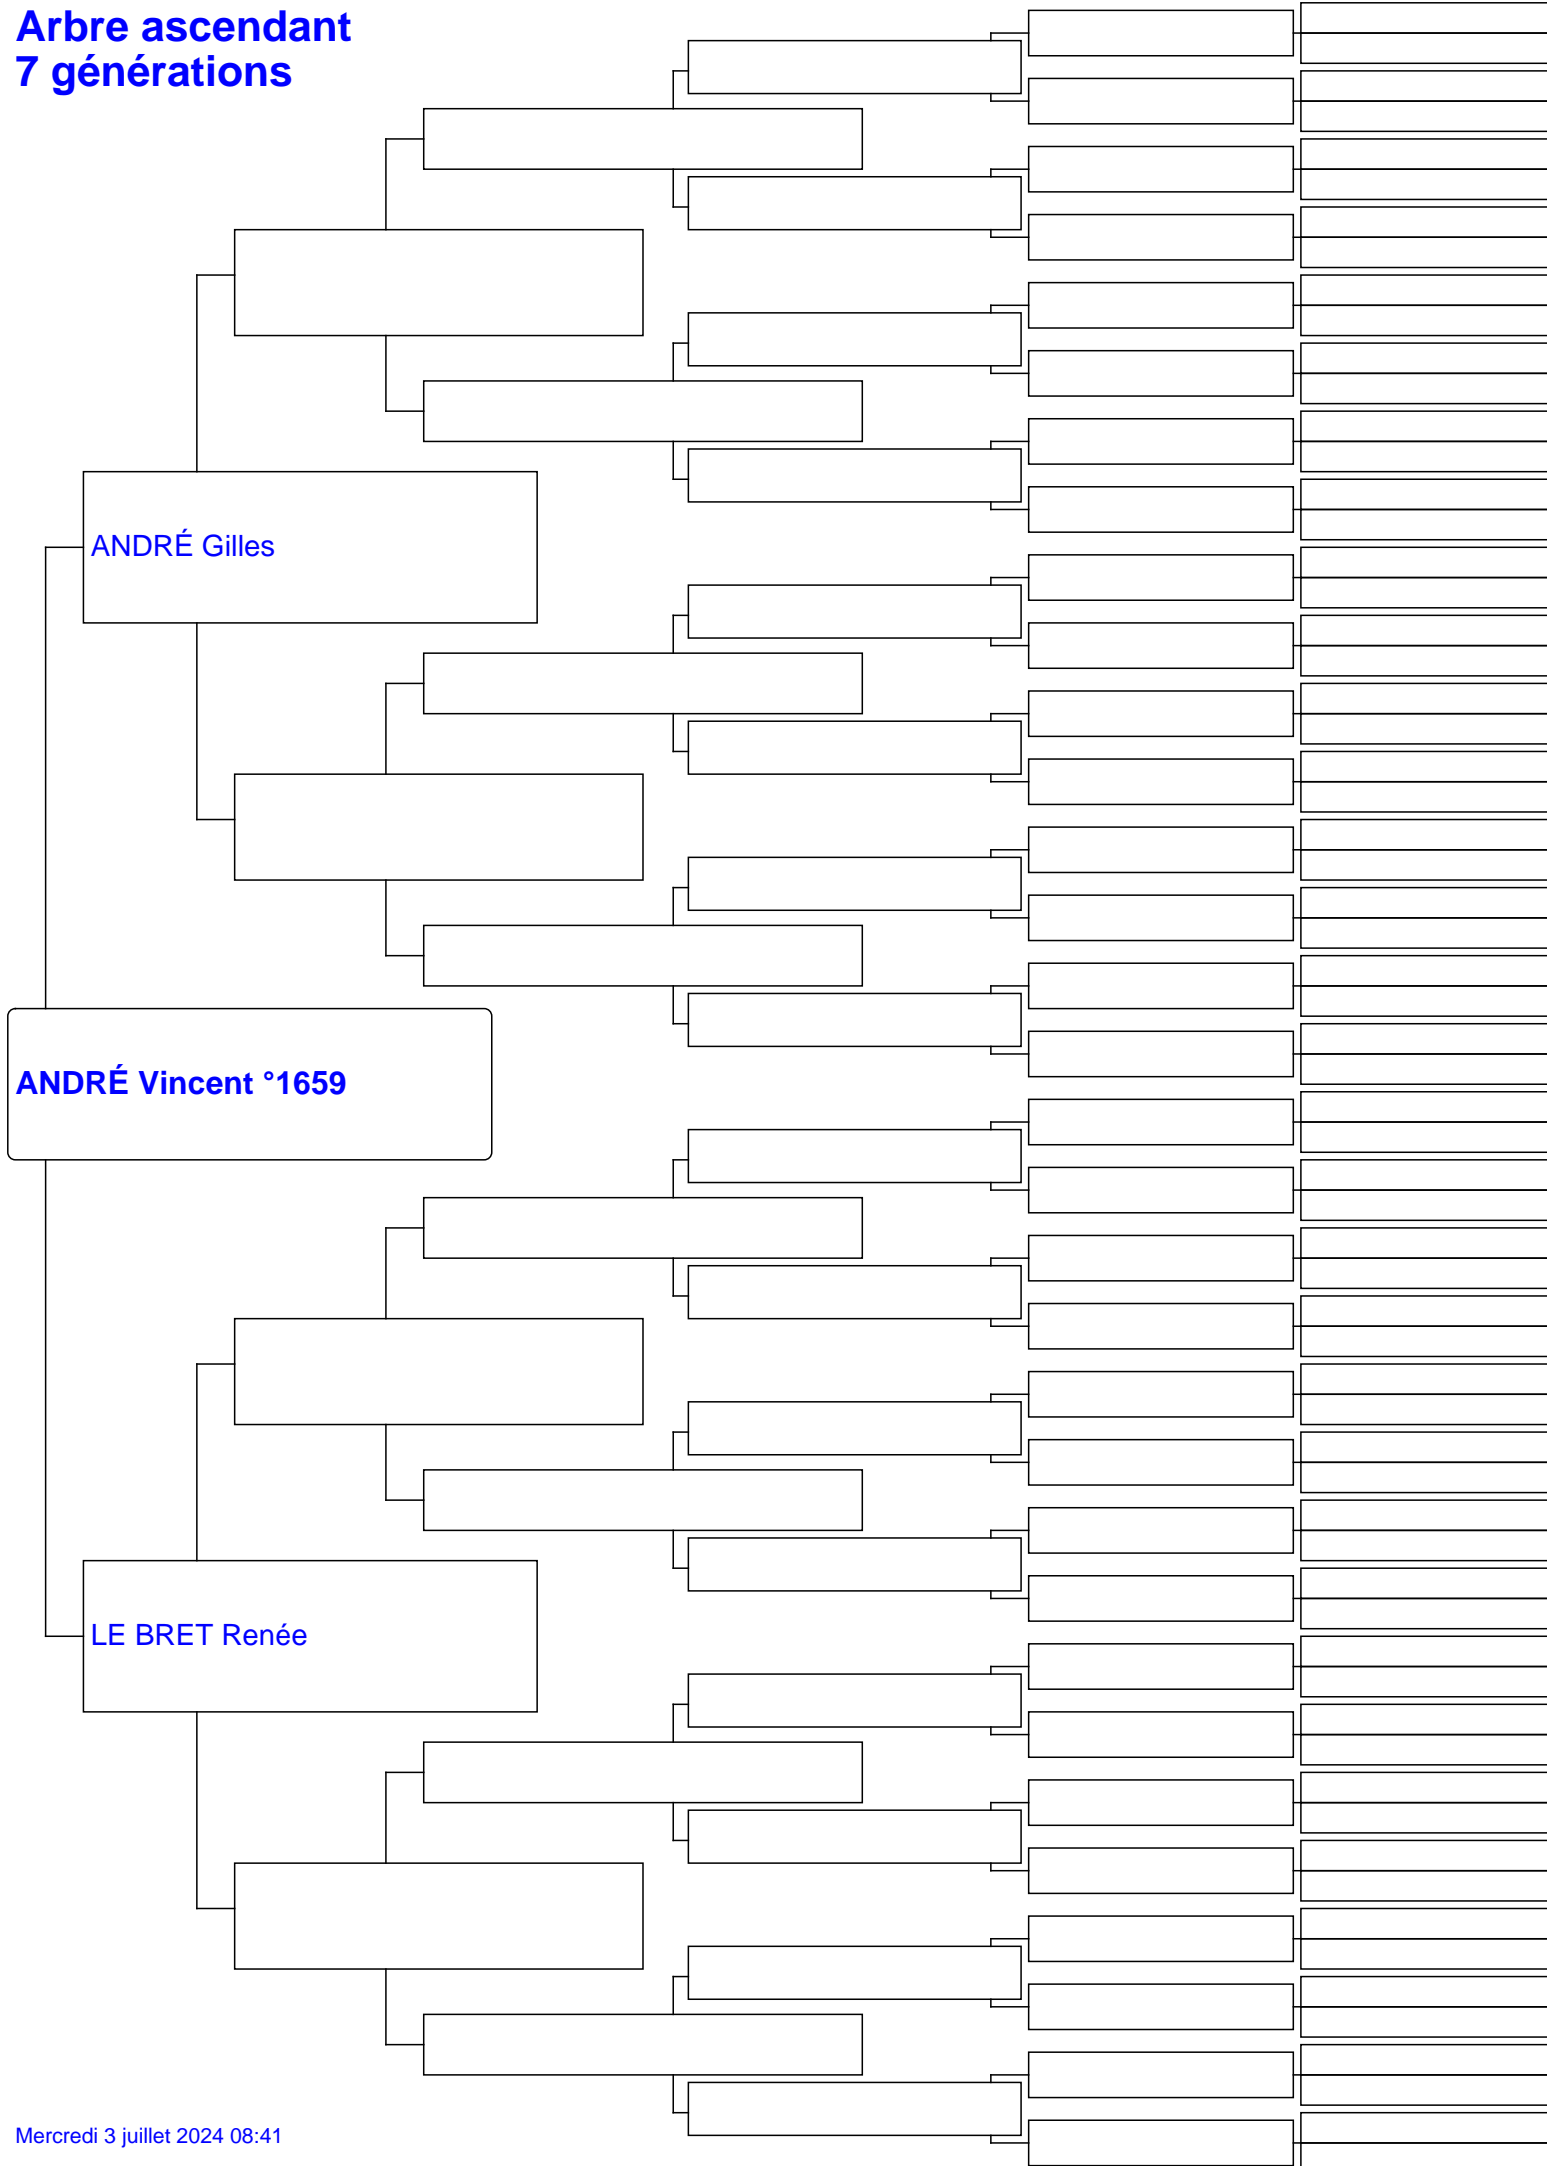 Arbre ascendant
7 générations
ANDRÉ Gilles
ANDRÉ Vincent °1659
LE BRET Renée
Mercredi 3 juillet 2024 08:41